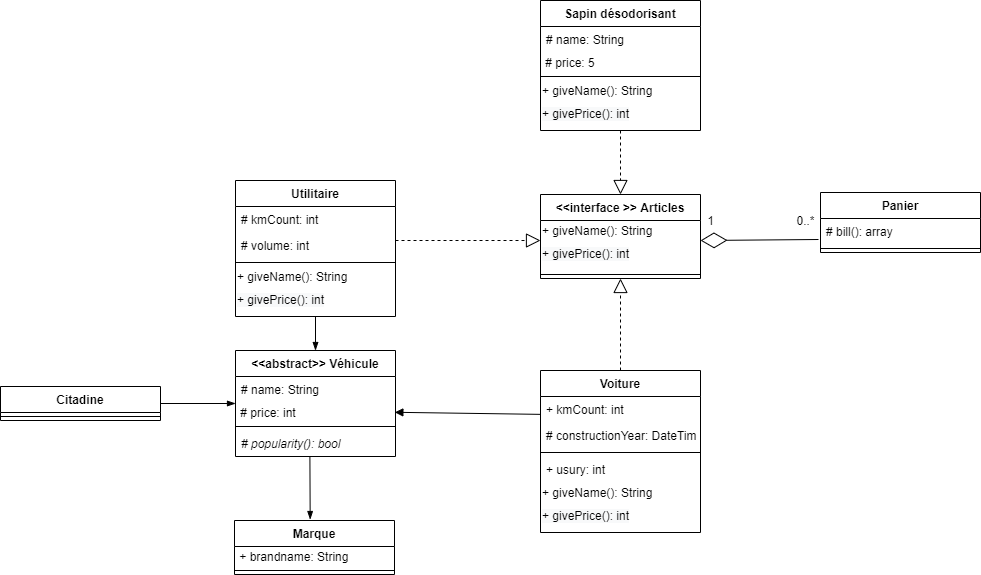 Sapin désodorisant
# name: String
# price: 5
+ giveName(): String
+ givePrice(): int
Utilitaire
# kmCount: int
# volume: int
+ giveName(): String
+ givePrice(): int
<<interface >> Articles
+ giveName(): String
+ givePrice(): int
1
0..*
Panier
# bill(): array
<<abstract>> Véhicule
# name: String
# price: int
# popularity(): bool
Citadine
Voiture
+ kmCount: int
# constructionYear: DateTim
+ usury: int
+ giveName(): String
+ givePrice(): int
Marque
+ brandname: String